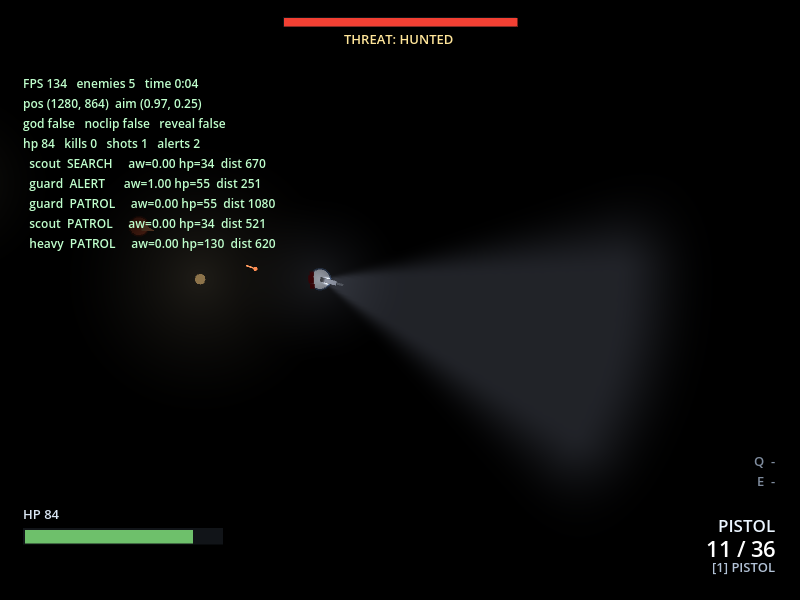 THREAT: HUNTED
FPS 134 enemies 5 time 0:04
pos (1280, 864) aim (0.97, 0.25)
god false noclip false reveal false
hp 84 kills 0 shots 1 alerts 2
scout SEARCH aw=0.00 hp=34 dist 670
guard ALERT aw=1.00 hp=55 dist 251
guard PATROL aw=0.00 hp=55 dist 1080
scout PATROL aw=0.00 hp=34 dist 521
heavy PATROL aw=0.00 hp=130 dist 620
Q -
E -
HP 84
PISTOL
11 / 36
[1] PISTOL